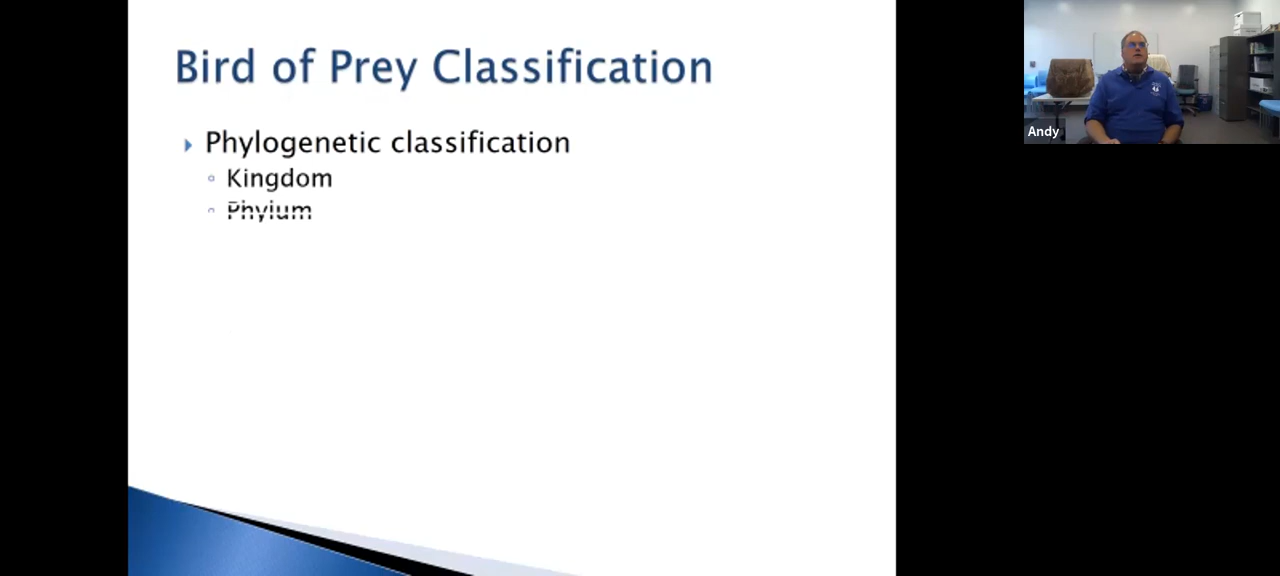 Bird of Prey Classification
Phylogenetic classification
Kingdom
Phylum
Andy